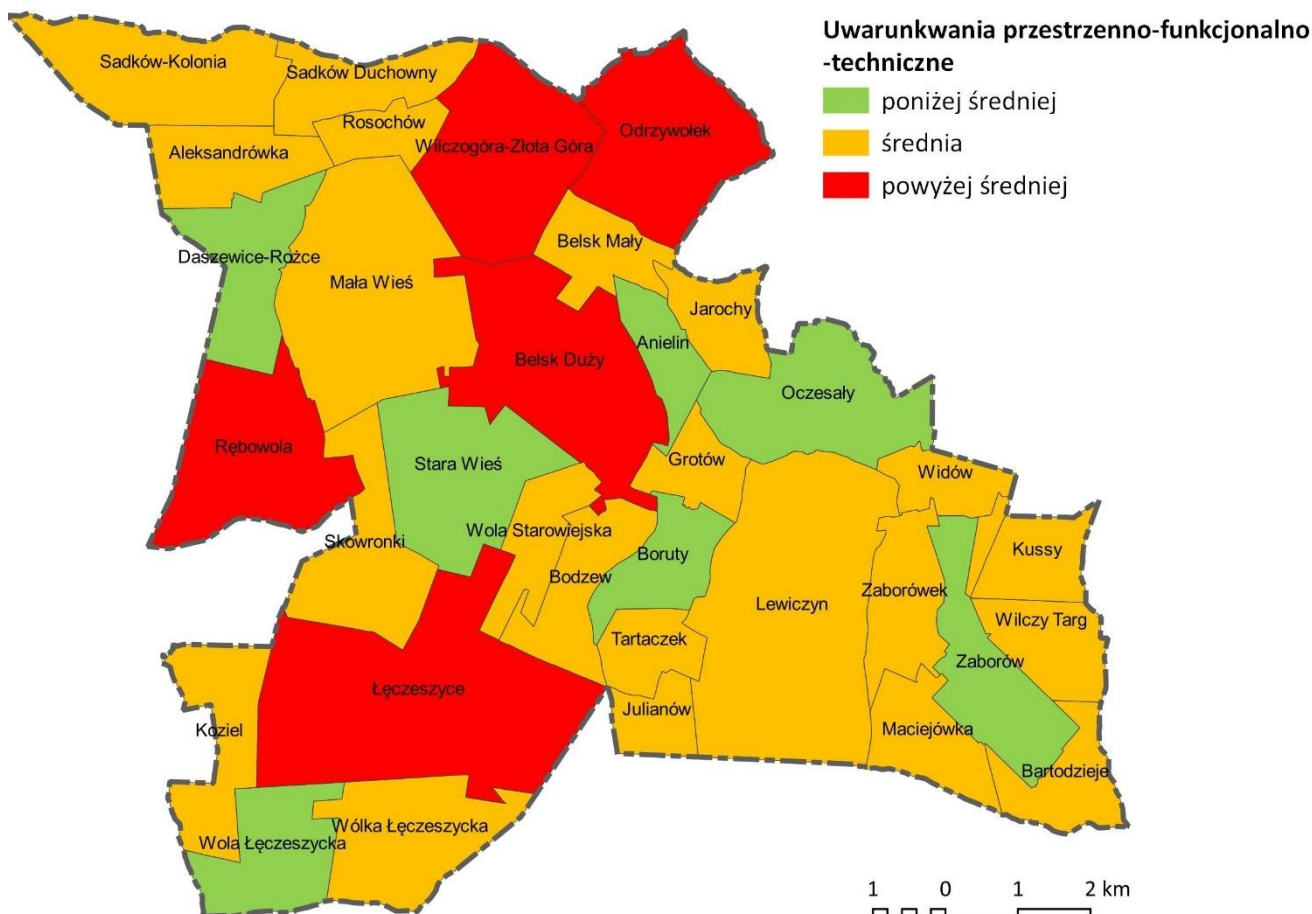 Uwarunkwania przestrzenno-funkcjonalno
-techniczne
poniżej średniej
średnia
powyżej średniej
Sadków-Kolonia
Sadków Duchowny
Rosochów
Aleksandrówka
Wilczogóra-Złota Góra
Odrzywołek
Daszewice-Rożce
Mała Wieś
Belsk Mały
Jarochy
Anielin
Belsk Duży
Oczesały
Rębowola
Stara Wieś
Grotów
Widów
Skowronki
Wola Starowiejska
Bodzew
Boruty
Kussy
Lewiczyn
Zaborówek
Wilczy Targ
Tartaczek
Zaborów
Łęczeszyce
Julianów
Koziel
Maciejówka
Bartodzieje
Wola Łęczeszycka
Wólka Łęczeszycka
1 0 1 2 km